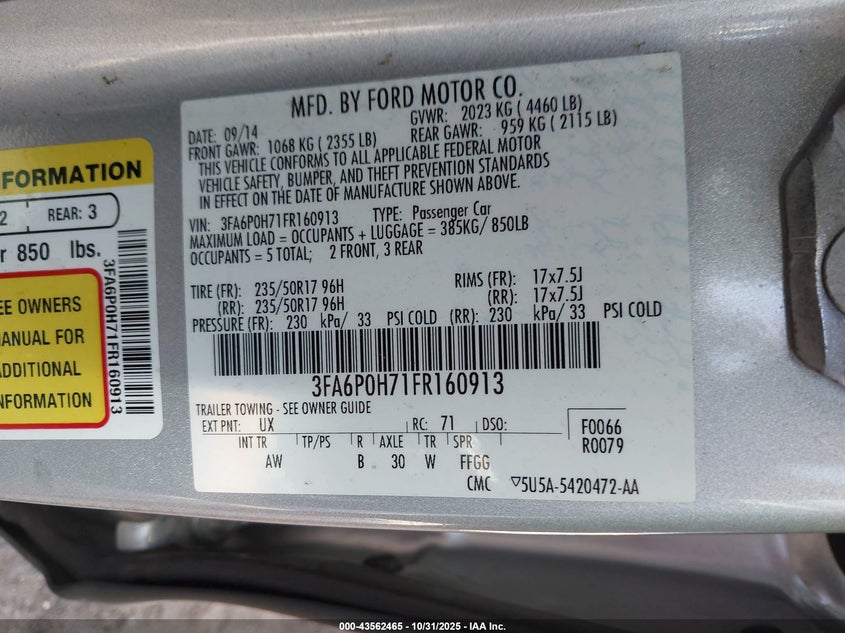 MFD. BY FORD MOTOR CO.
DATE: 09/14 GVWR: 2023 KG ( 4460 LB)
FRONT GAWR: 1068 KG ( 2355 LB) REAR GAWR: 959 KG ( 2115 LB)
THIS VEHICLE CONFORMS TO ALL APPLICABLE FEDERAL MOTOR
VEHICLE SAFETY, BUMPER, AND THEFT PREVENTION STANDARDS
IN EFFECT ON THE DATE OF MANUFACTURE SHOWN ABOVE.
VIN: 3FA6P0H71FR160913 TYPE: Passenger Car
MAXIMUM LOAD = OCCUPANTS + LUGGAGE = 385KG/ 850LB
OCCUPANTS = 5 TOTAL; 2 FRONT, 3 REAR
TIRE (FR): 235/50R17 96H RIMS (FR): 17x7.5J
(RR): 235/50R17 96H (RR): 17x7.5J
PRESSURE (FR): 230 kPa/ 33 PSI COLD (RR): 230 kPa/ 33 PSI COLD
3FA6P0H71FR160913
TRAILER TOWING - SEE OWNER GUIDE
EXT PNT: UX RC: 71 DSO: F0066
INT TR TP/PS R AXLE TR SPR R0079
AW B 30 W FFGG
CMC ▽5U5A-5420472-AA
FORMATION
2 REAR: 3
r 850 lbs.
EE OWNERS
MANUAL FOR
ADDITIONAL
NFORMATION
3FA6P0H71FR160913
000-43562465 - 10/31/2025 - IAA Inc.